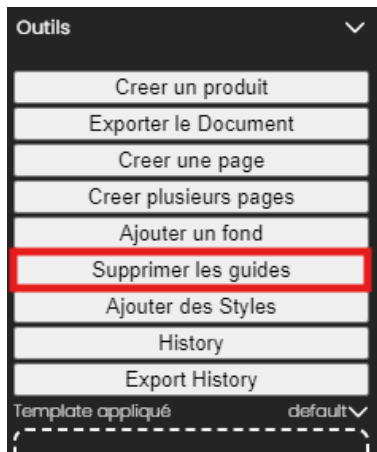 Outils
Creer un produit
Exporter le Document
Creer une page
Creer plusieurs pages
Ajouter un fond
Supprimer les guides
Ajouter des Styles
History
Export History
Template appliqué default